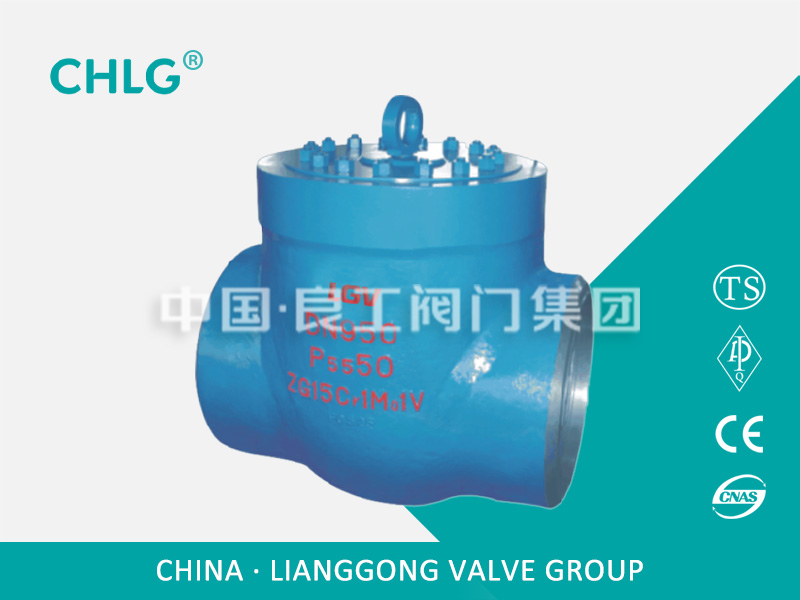 CHLG®
LGV
中国·良工阀门集团
DN950
P5550
ZG15Cr1Mo1V
TS
Q
CE
CNAS
CHINA · LIANGGONG VALVE GROUP